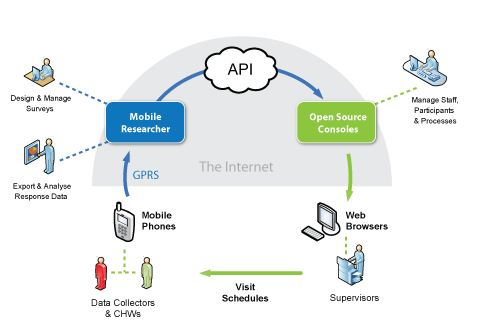 API
Design & Manage
Surveys
Mobile
Researcher
Open Source
Consoles
Manage Staff,
Participants
& Processes
The Internet
GPRS
Export & Analyse
Response Data
Mobile
Phones
Web
Browsers
Visit
Schedules
Data Collectors
& CHWs
Supervisors